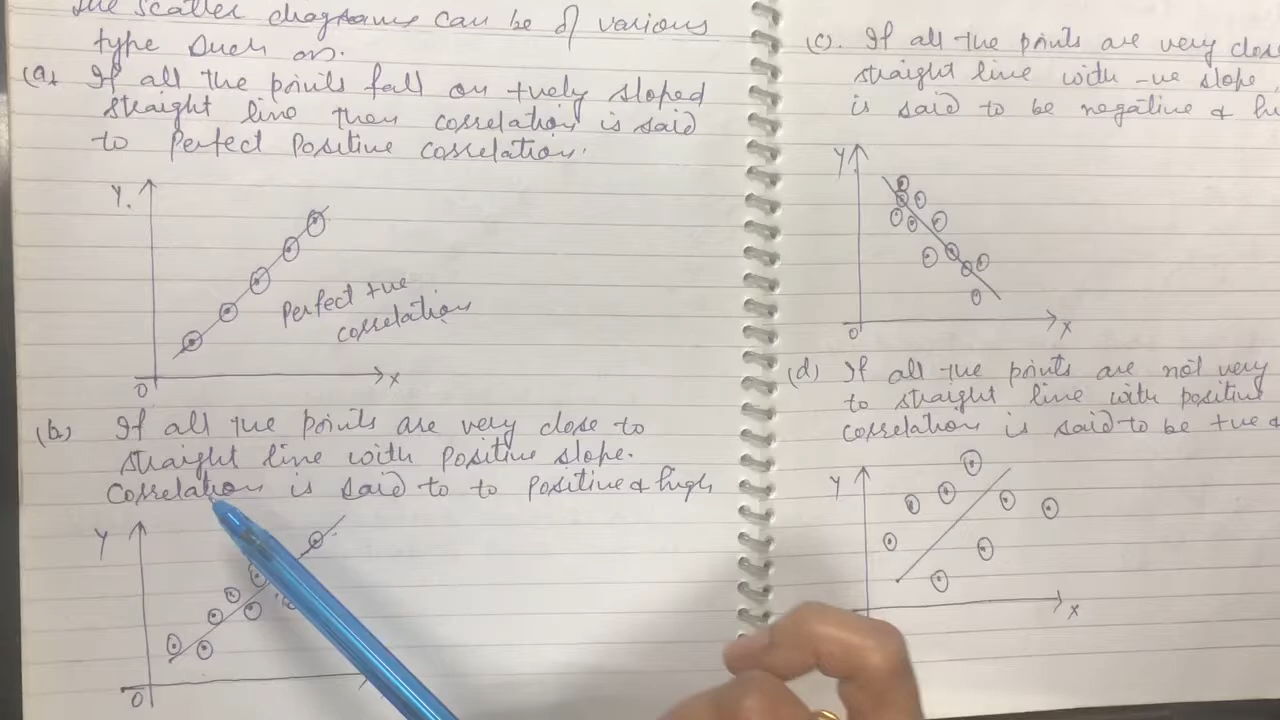 The scatter diagrams can be of various
type such as.
(a). If all the points fall on +vely sloped
straight line then correlation is said
to Perfect Positive correlation.
Y.
Perfect +ve
correlation
O
X
(b) If all the points are very close to
straight line with positive slope.
Correlation is said to to positive & high
Y
O
(c). If all the points are very close
straight line with -ve slope
is said to be negative &
Y.
O
X
(d) If all the points are not very
to straight line with positive
correlation is said to be +ve &
Y
X